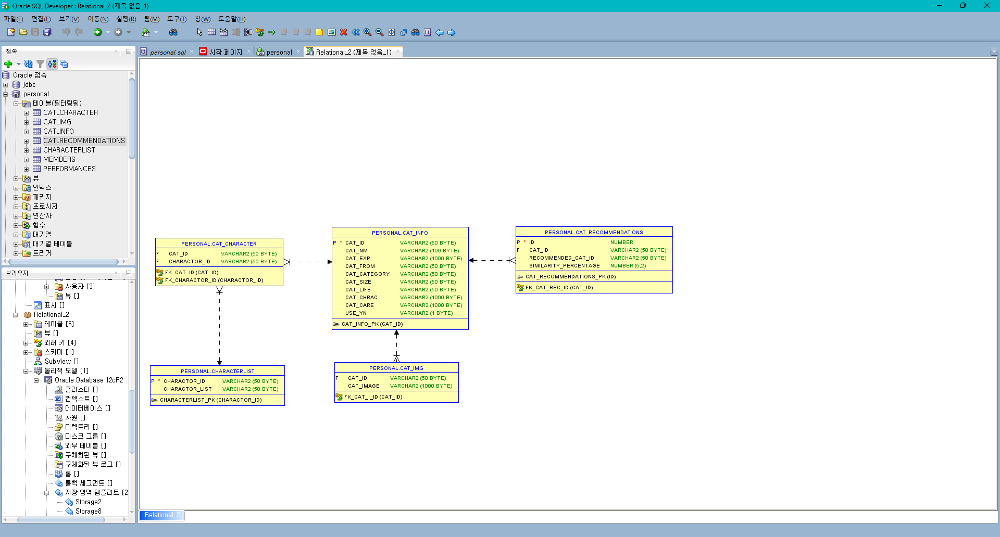 Oracle SQL Developer : Relational_2 (제목 없음_1)
파일(F) 편집(E) 보기(V) 이동(N) 실행(R) 팀(M) 도구(T) 창(W) 도움말(H)
접속
Oracle 접속
jdbc
personal
테이블(필터링됨)
CAT_CHARACTER
CAT_IMG
CAT_INFO
CAT_RECOMMENDATIONS
CHARACTERLIST
MEMBERS
PERFORMANCES
뷰
인덱스
패키지
프로시저
연산자
함수
대기열
대기열 테이블
트리거
브라우저
사용자 [3]
뷰 []
표시 []
Relational_2
테이블 [5]
뷰 []
외래 키 [4]
스키마 [1]
SubView []
물리적 모델 [1]
Oracle Database 12cR2
클러스터 []
컨텍스트 []
데이터베이스 []
차원 []
디렉토리 []
디스크 그룹 []
외부 테이블 []
구체화된 뷰 []
구체화된 뷰 로그 []
롤 []
롤백 세그먼트 []
저장 영역 템플리트 [2
Storage2
Storage8
personal.sql 시작 페이지 personal Relational_2 (제목 없음_1)
PERSONAL.CAT_CHARACTER
F CAT_ID VARCHAR2 (50 BYTE)
F CHARACTOR_ID VARCHAR2 (50 BYTE)
FK_CAT_ID (CAT_ID)
FK_CHARACTOR_ID (CHARACTOR_ID)
PERSONAL.CAT_INFO
P * CAT_ID VARCHAR2 (50 BYTE)
CAT_NM VARCHAR2 (100 BYTE)
CAT_EXP VARCHAR2 (1000 BYTE)
CAT_FROM VARCHAR2 (50 BYTE)
CAT_CATEGORY VARCHAR2 (50 BYTE)
CAT_SIZE VARCHAR2 (50 BYTE)
CAT_LIFE VARCHAR2 (50 BYTE)
CAT_CHRAC VARCHAR2 (1000 BYTE)
CAT_CARE VARCHAR2 (1000 BYTE)
USE_YN VARCHAR2 (1 BYTE)
CAT_INFO_PK (CAT_ID)
PERSONAL.CAT_RECOMMENDATIONS
P * ID NUMBER
F CAT_ID VARCHAR2 (50 BYTE)
RECOMMENDED_CAT_ID VARCHAR2 (50 BYTE)
SIMILARITY_PERCENTAGE NUMBER (5,2)
CAT_RECOMMENDATIONS_PK (ID)
FK_CAT_REC_ID (CAT_ID)
PERSONAL.CHARACTERLIST
P * CHARACTOR_ID VARCHAR2 (50 BYTE)
CHARACTOR_LIST VARCHAR2 (50 BYTE)
CHARACTERLIST_PK (CHARACTOR_ID)
PERSONAL.CAT_IMG
F CAT_ID VARCHAR2 (50 BYTE)
CAT_IMAGE VARCHAR2 (1000 BYTE)
FK_CAT_I_ID (CAT_ID)
Relational_2